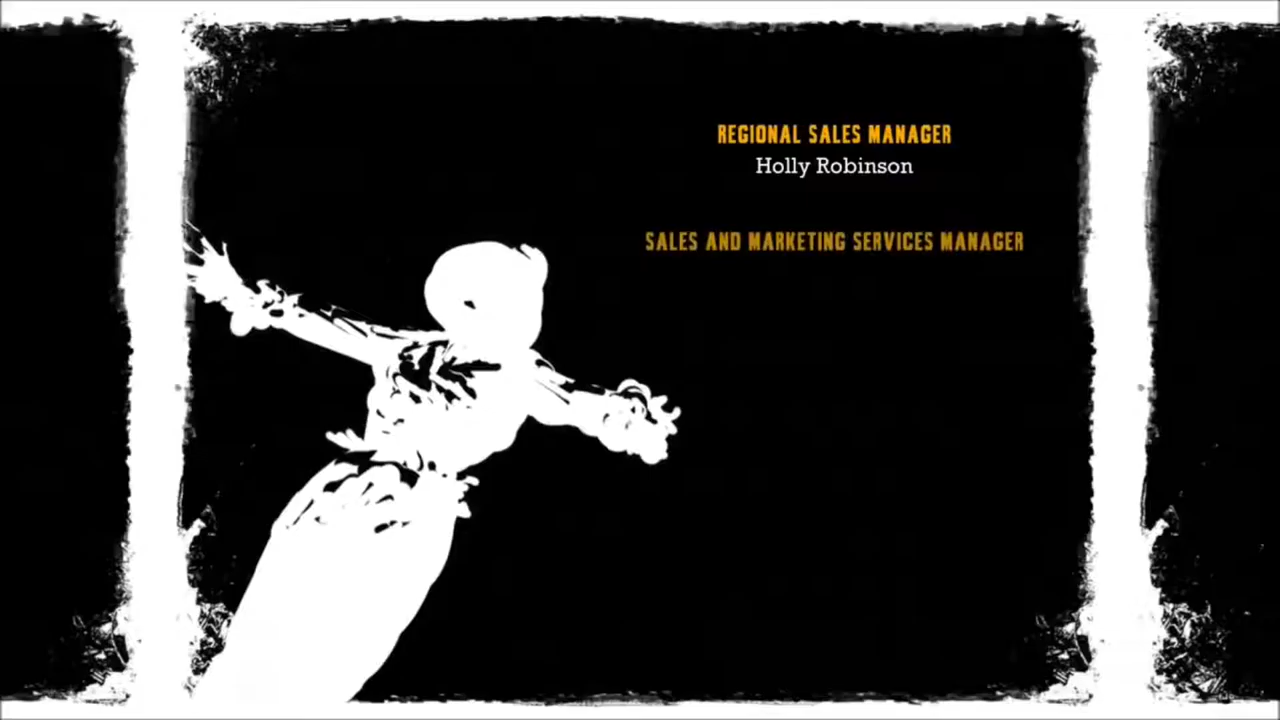 REGIONAL SALES MANAGER
Holly Robinson
SALES AND MARKETING SERVICES MANAGER